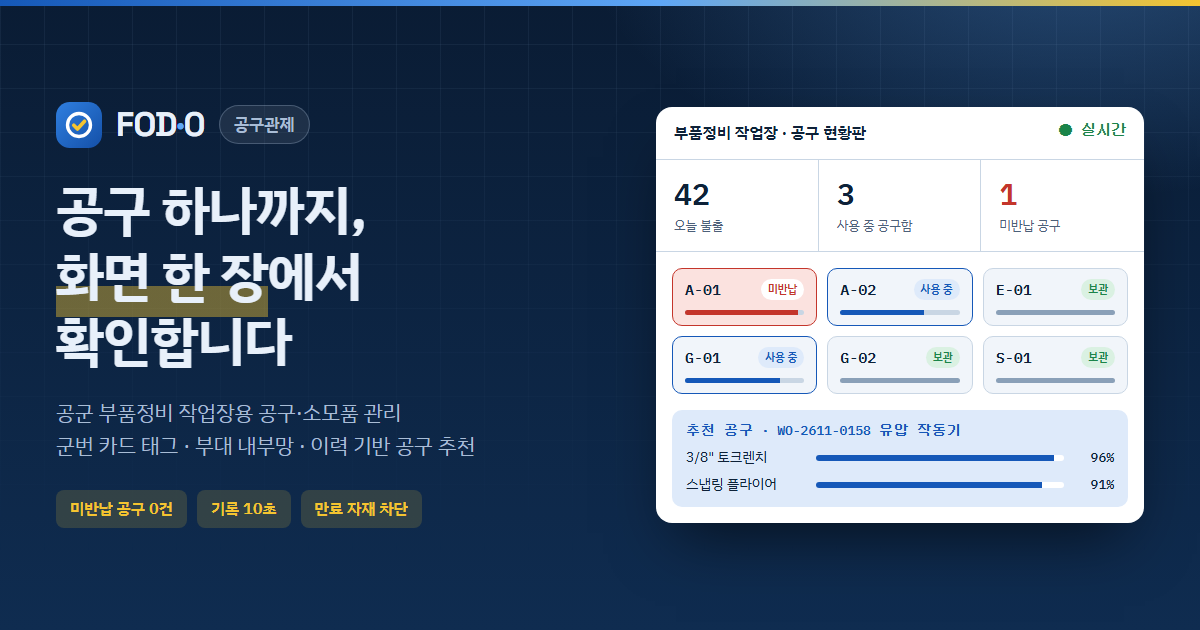 FOD·O 공구관제
공구 하나까지,
화면 한 장에서
확인합니다
공군 부품정비 작업장용 공구·소모품 관리
군번 카드 태그 · 부대 내부망 · 이력 기반 공구 추천
미반납 공구 0건 기록 10초 만료 자재 차단
부품정비 작업장 · 공구 현황판 실시간
42 3 1
오늘 불출 사용 중 공구함 미반납 공구
A-01 미반납 A-02 사용 중 E-01 보관
G-01 사용 중 G-02 보관 S-01 보관
추천 공구 · WO-2611-0158 유압 작동기
3/8" 토크렌치 96%
스냅링 플라이어 91%